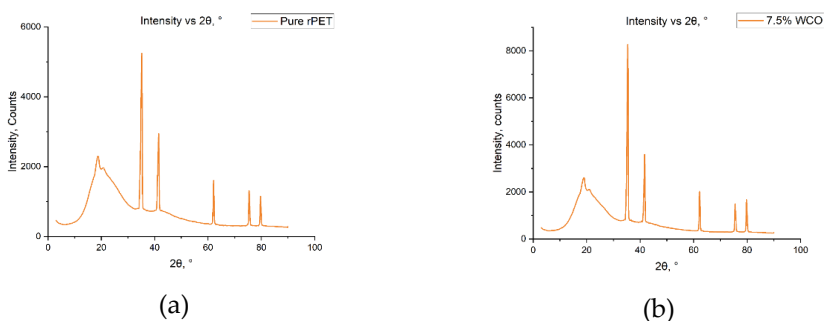 Intensity vs 2θ, °
Pure rPET
6000
4000
2000
0
Intensity, Counts
0 20 40 60 80 100
2θ, °
(a)
Intensity vs 2θ, °
7.5% WCO
8000
6000
4000
2000
0
Intensity, counts
0 20 40 60 80 100
2θ, °
(b)